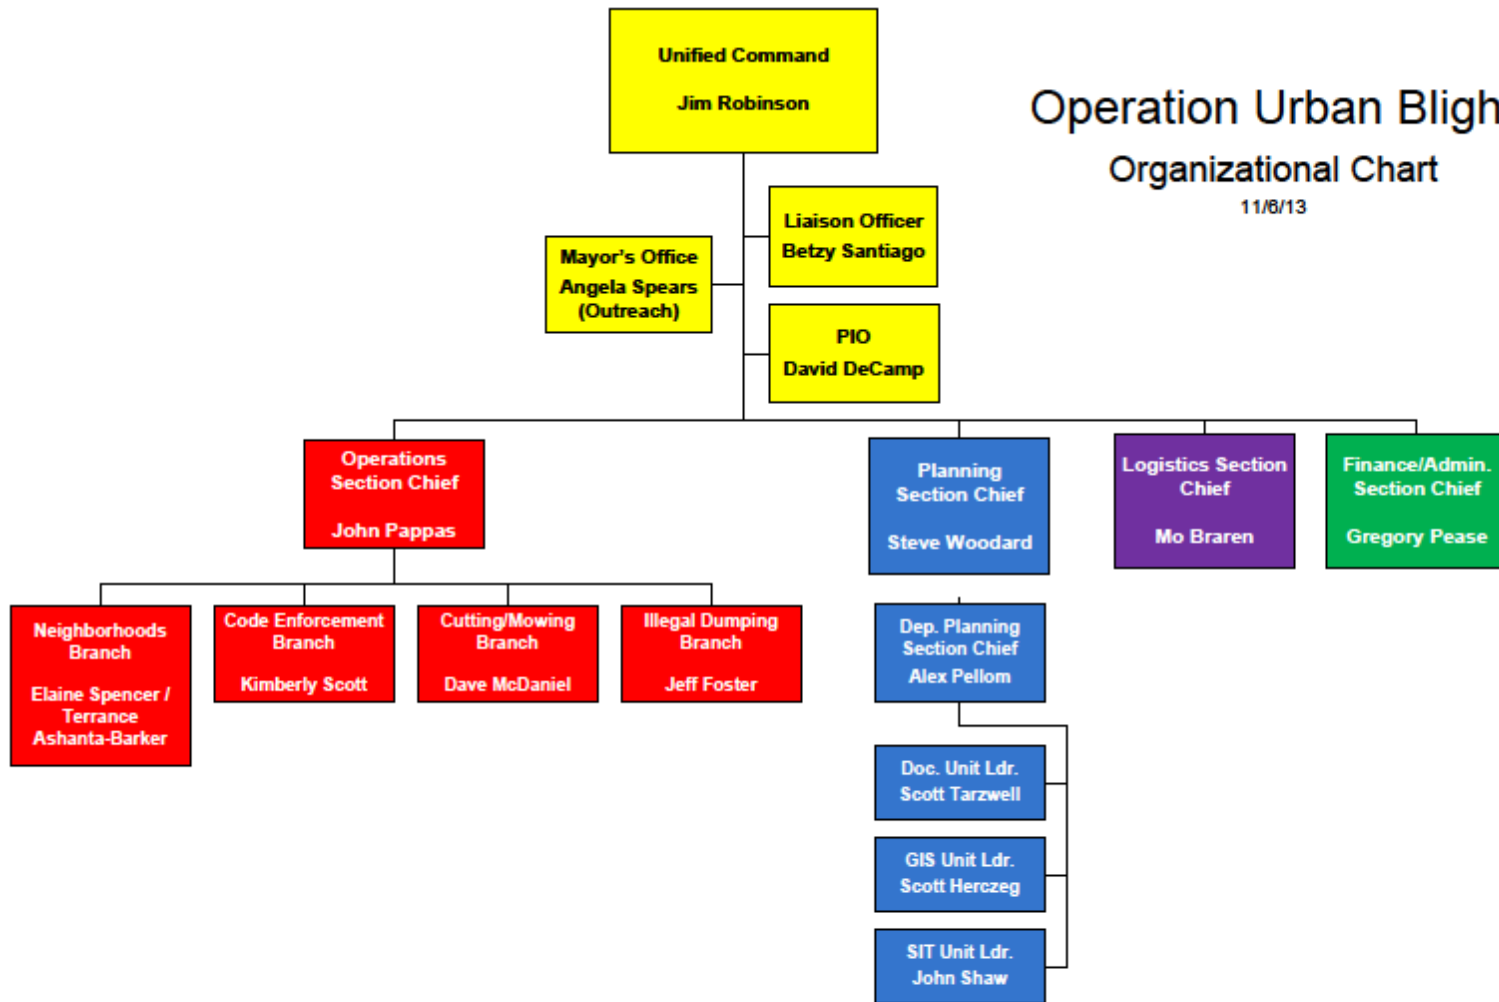 Unified Command
Jim Robinson
Operation Urban Bligh
Organizational Chart
11/6/13
Liaison Officer
Betzy Santiago
Mayor's Office
Angela Spears
(Outreach)
PIO
David DeCamp
Operations
Section Chief
John Pappas
Planning
Section Chief
Steve Woodard
Logistics Section
Chief
Mo Braren
Finance/Admin.
Section Chief
Gregory Pease
Neighborhoods
Branch
Elaine Spencer /
Terrance
Ashanta-Barker
Code Enforcement
Branch
Kimberly Scott
Cutting/Mowing
Branch
Dave McDaniel
Illegal Dumping
Branch
Jeff Foster
Dep. Planning
Section Chief
Alex Pellom
Doc. Unit Ldr.
Scott Tarzwell
GIS Unit Ldr.
Scott Herczeg
SIT Unit Ldr.
John Shaw